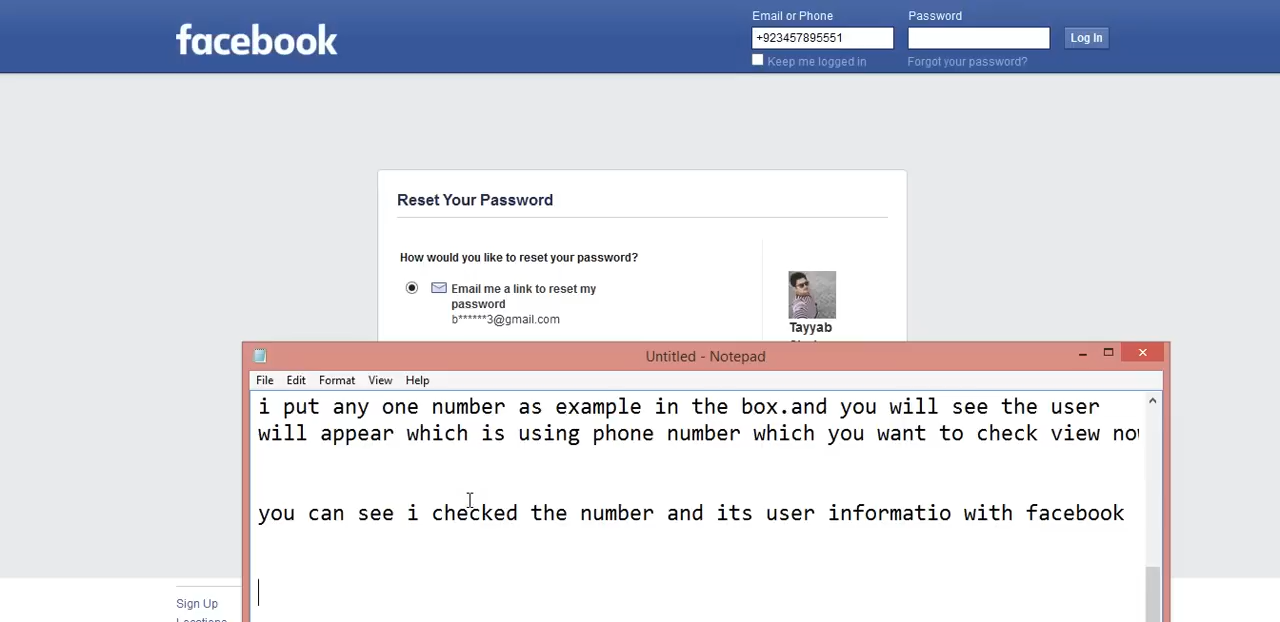 facebook
Email or Phone
Password
+923457895551
Log In
Keep me logged in
Forgot your password?
Reset Your Password
How would you like to reset your password?
Email me a link to reset my
password
b******3@gmail.com
Tayyab
Untitled - Notepad
File Edit Format View Help
i put any one number as example in the box.and you will see the user
will appear which is using phone number which you want to check view no
you can see i checked the number and its user informatio with facebook
Sign Up
Locations